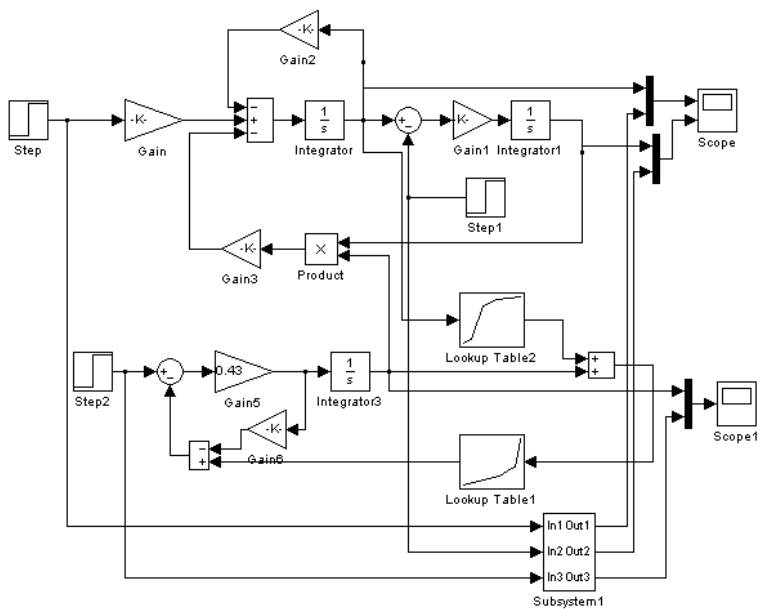 -K-
Gain2
Step
-K-
Gain
−
+
−
1
s
Integrator
+
−
K-
Gain1
1
s
Integrator1
Scope
Step1
-K-
Gain3
×
Product
Lookup Table2
+
+
Step2
+
−
0.43
Gain5
1
s
Integrator3
-K-
Gain6
−
+
Lookup Table1
Scope1
In1 Out1
In2 Out2
In3 Out3
Subsystem1